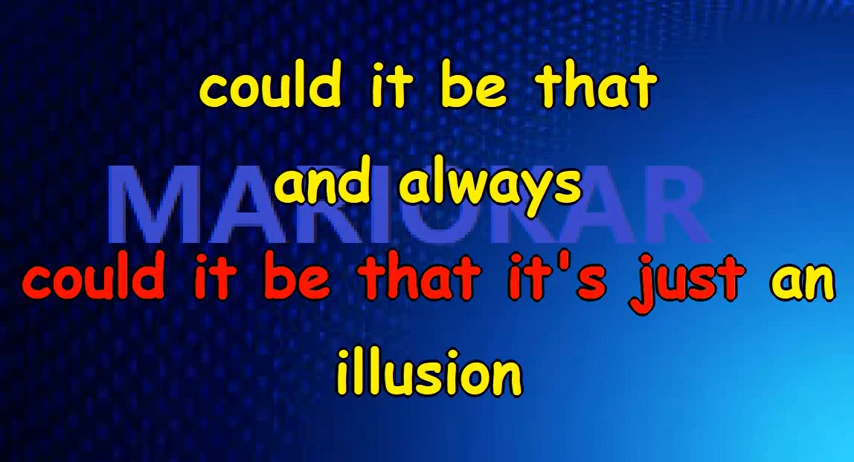 could it be that
MARIOKAR
and always
could it be that it's just an
illusion